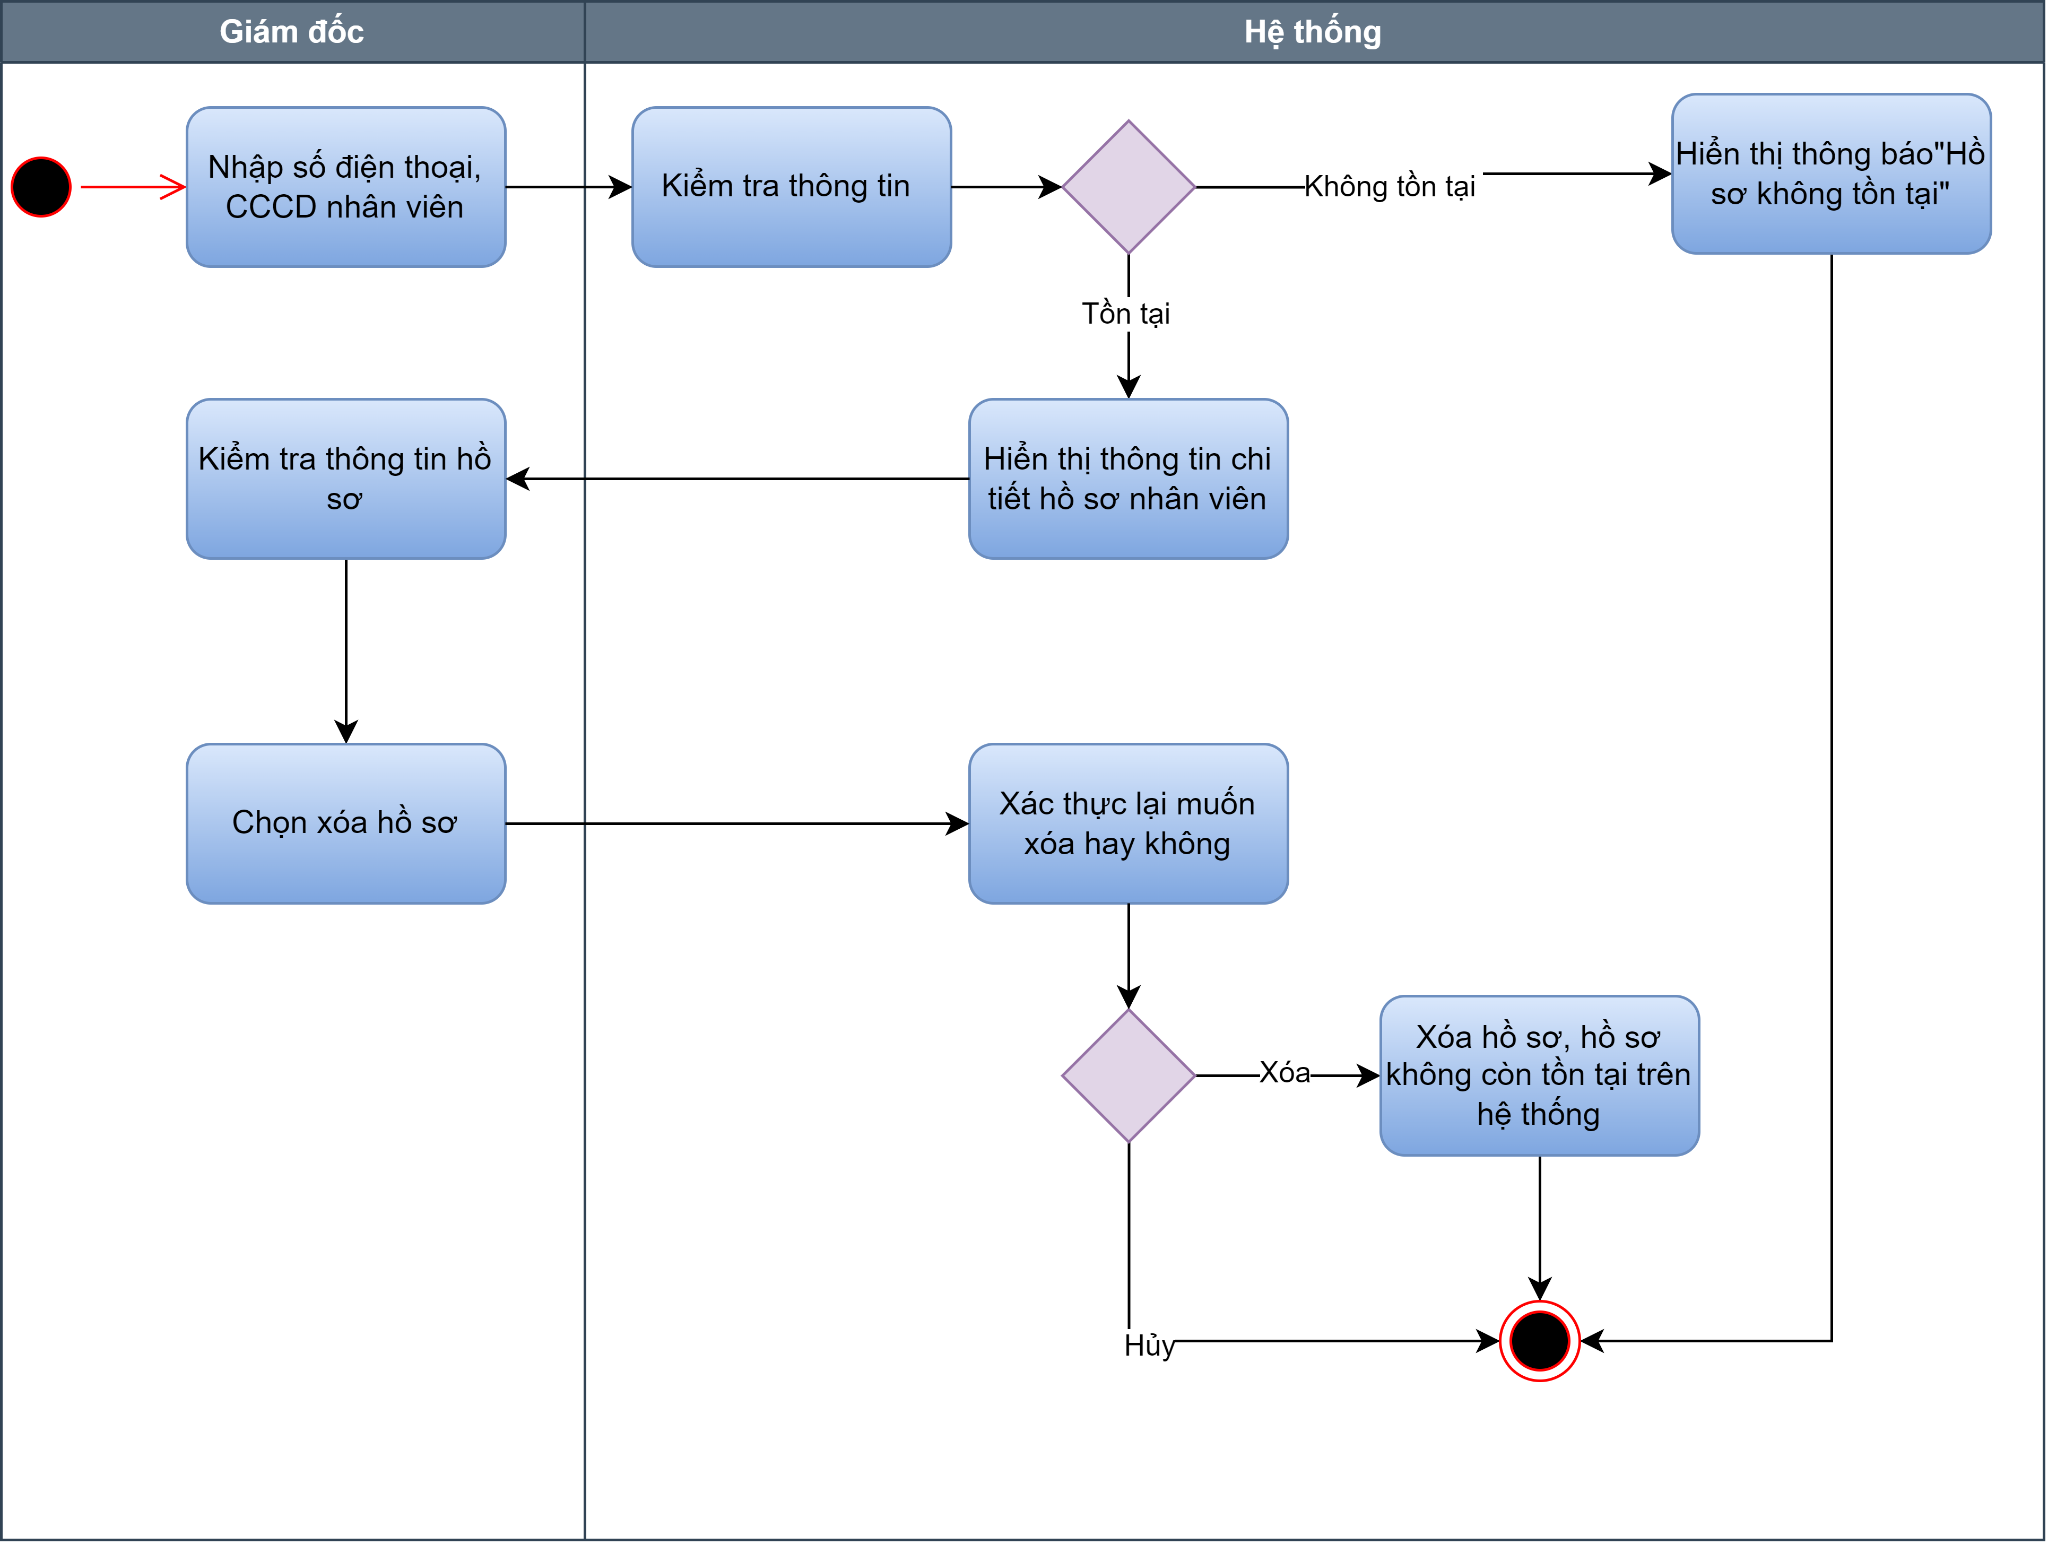 Giám đốc
Hệ thống
Nhập số điện thoại,
CCCD nhân viên
Kiểm tra thông tin
Không tồn tại
Hiển thị thông báo"Hồ
sơ không tồn tại"
Tồn tại
Kiểm tra thông tin hồ
sơ
Hiển thị thông tin chi
tiết hồ sơ nhân viên
Chọn xóa hồ sơ
Xác thực lại muốn
xóa hay không
Xóa
Xóa hồ sơ, hồ sơ
không còn tồn tại trên
hệ thống
Hủy